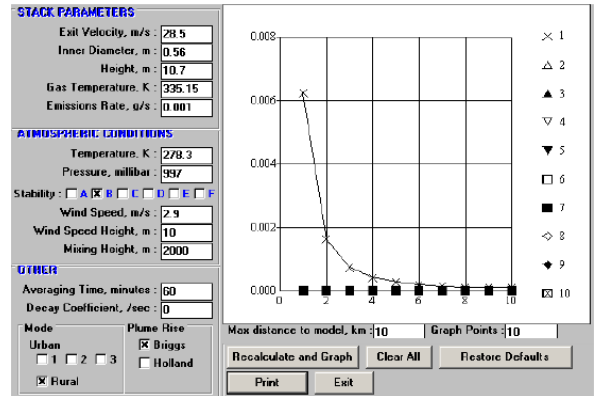 STACK PARAMETERS
Exit Velocity, m/s : 28.5
Inner Diameter, m : 0.56
Height, m : 10.7
Gas Temperature, K : 335.15
Emissions Rate, g/s : 0.001
ATMOSPHERIC CONDITIONS
Temperature, K : 278.3
Pressure, millibar : 997
Stability : A B C D E F
Wind Speed, m/s : 2.9
Wind Speed Height, m : 10
Mixing Height, m : 2000
OTHER
Averaging Time, minutes : 60
Decay Coefficient, /sec : 0
Mode
Urban
1 2 3
Rural
Plume Rise
Briggs
Holland
0.008
0.006
0.004
0.002
0.000
0 2 4 6 8 10
1
2
3
4
5
6
7
8
9
10
Max distance to model, km : 10 Graph Points : 10
Recalculate and Graph Clear All Restore Defaults
Print Exit